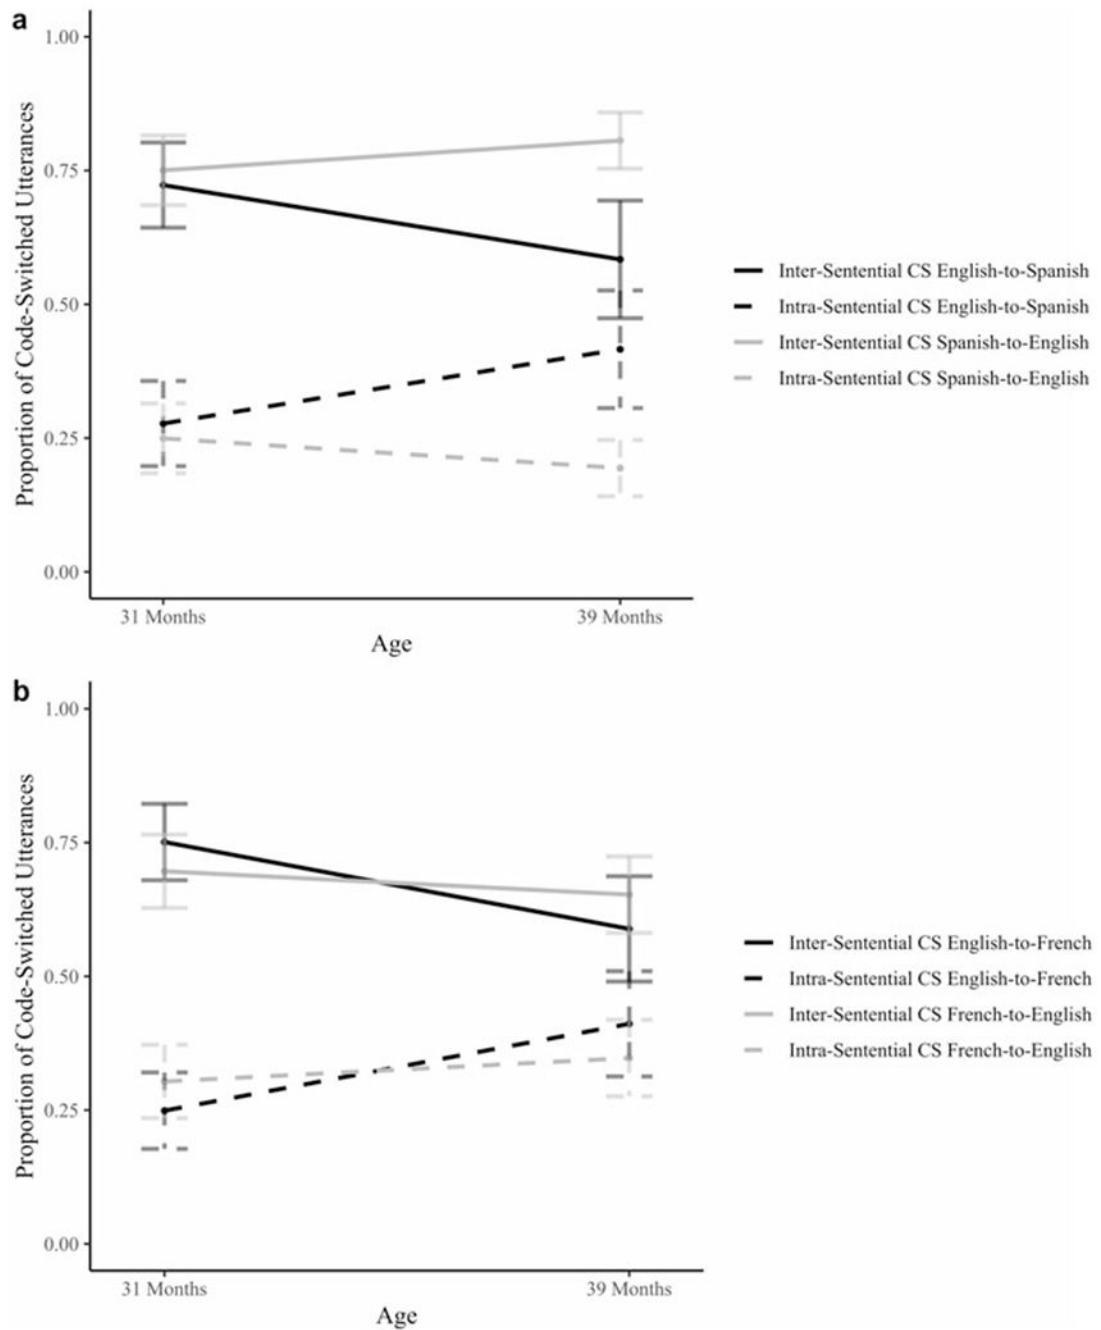 a
1.00
0.75
0.50
0.25
0.00
Proportion of Code-Switched Utterances
31 Months
39 Months
Age
Inter-Sentential CS English-to-Spanish
Intra-Sentential CS English-to-Spanish
Inter-Sentential CS Spanish-to-English
Intra-Sentential CS Spanish-to-English
b
1.00
0.75
0.50
0.25
0.00
Proportion of Code-Switched Utterances
31 Months
39 Months
Age
Inter-Sentential CS English-to-French
Intra-Sentential CS English-to-French
Inter-Sentential CS French-to-English
Intra-Sentential CS French-to-English